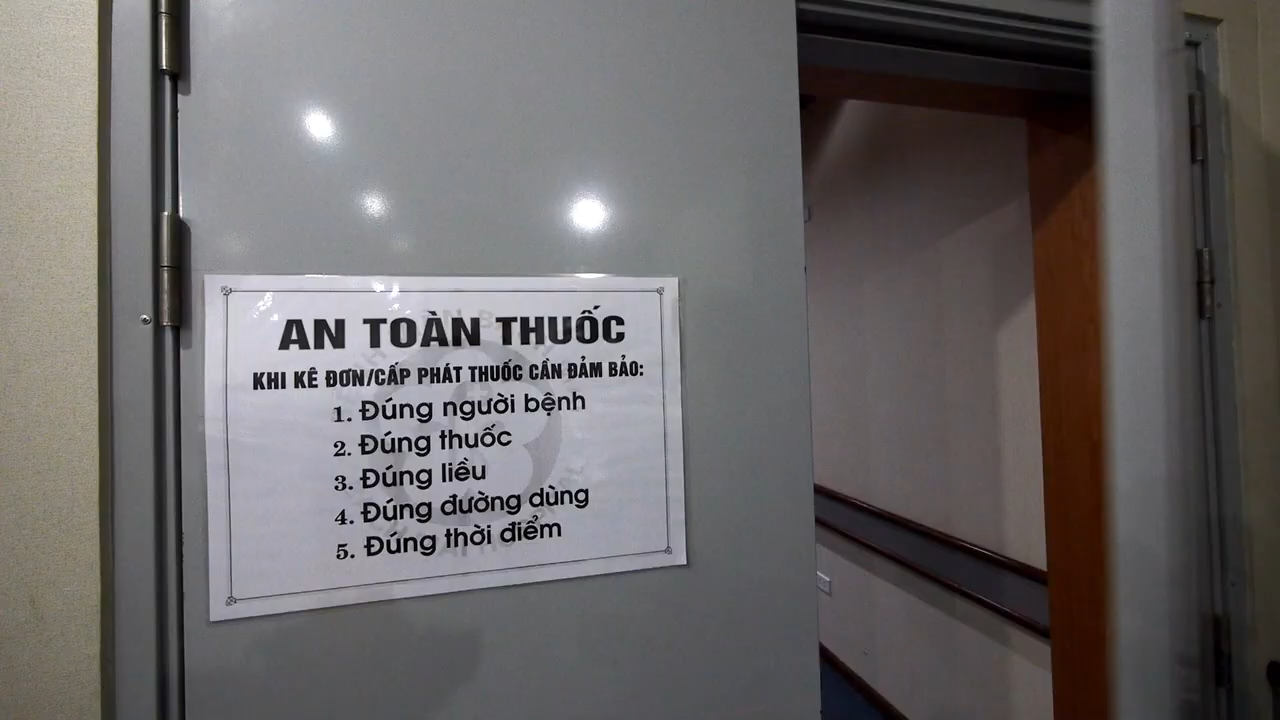 AN TOÀN THUỐC
KHI KÊ ĐƠN/CẤP PHÁT THUỐC CẦN ĐẢM BẢO:
1. Đúng người bệnh
2. Đúng thuốc
3. Đúng liều
4. Đúng đường dùng
5. Đúng thời điểm